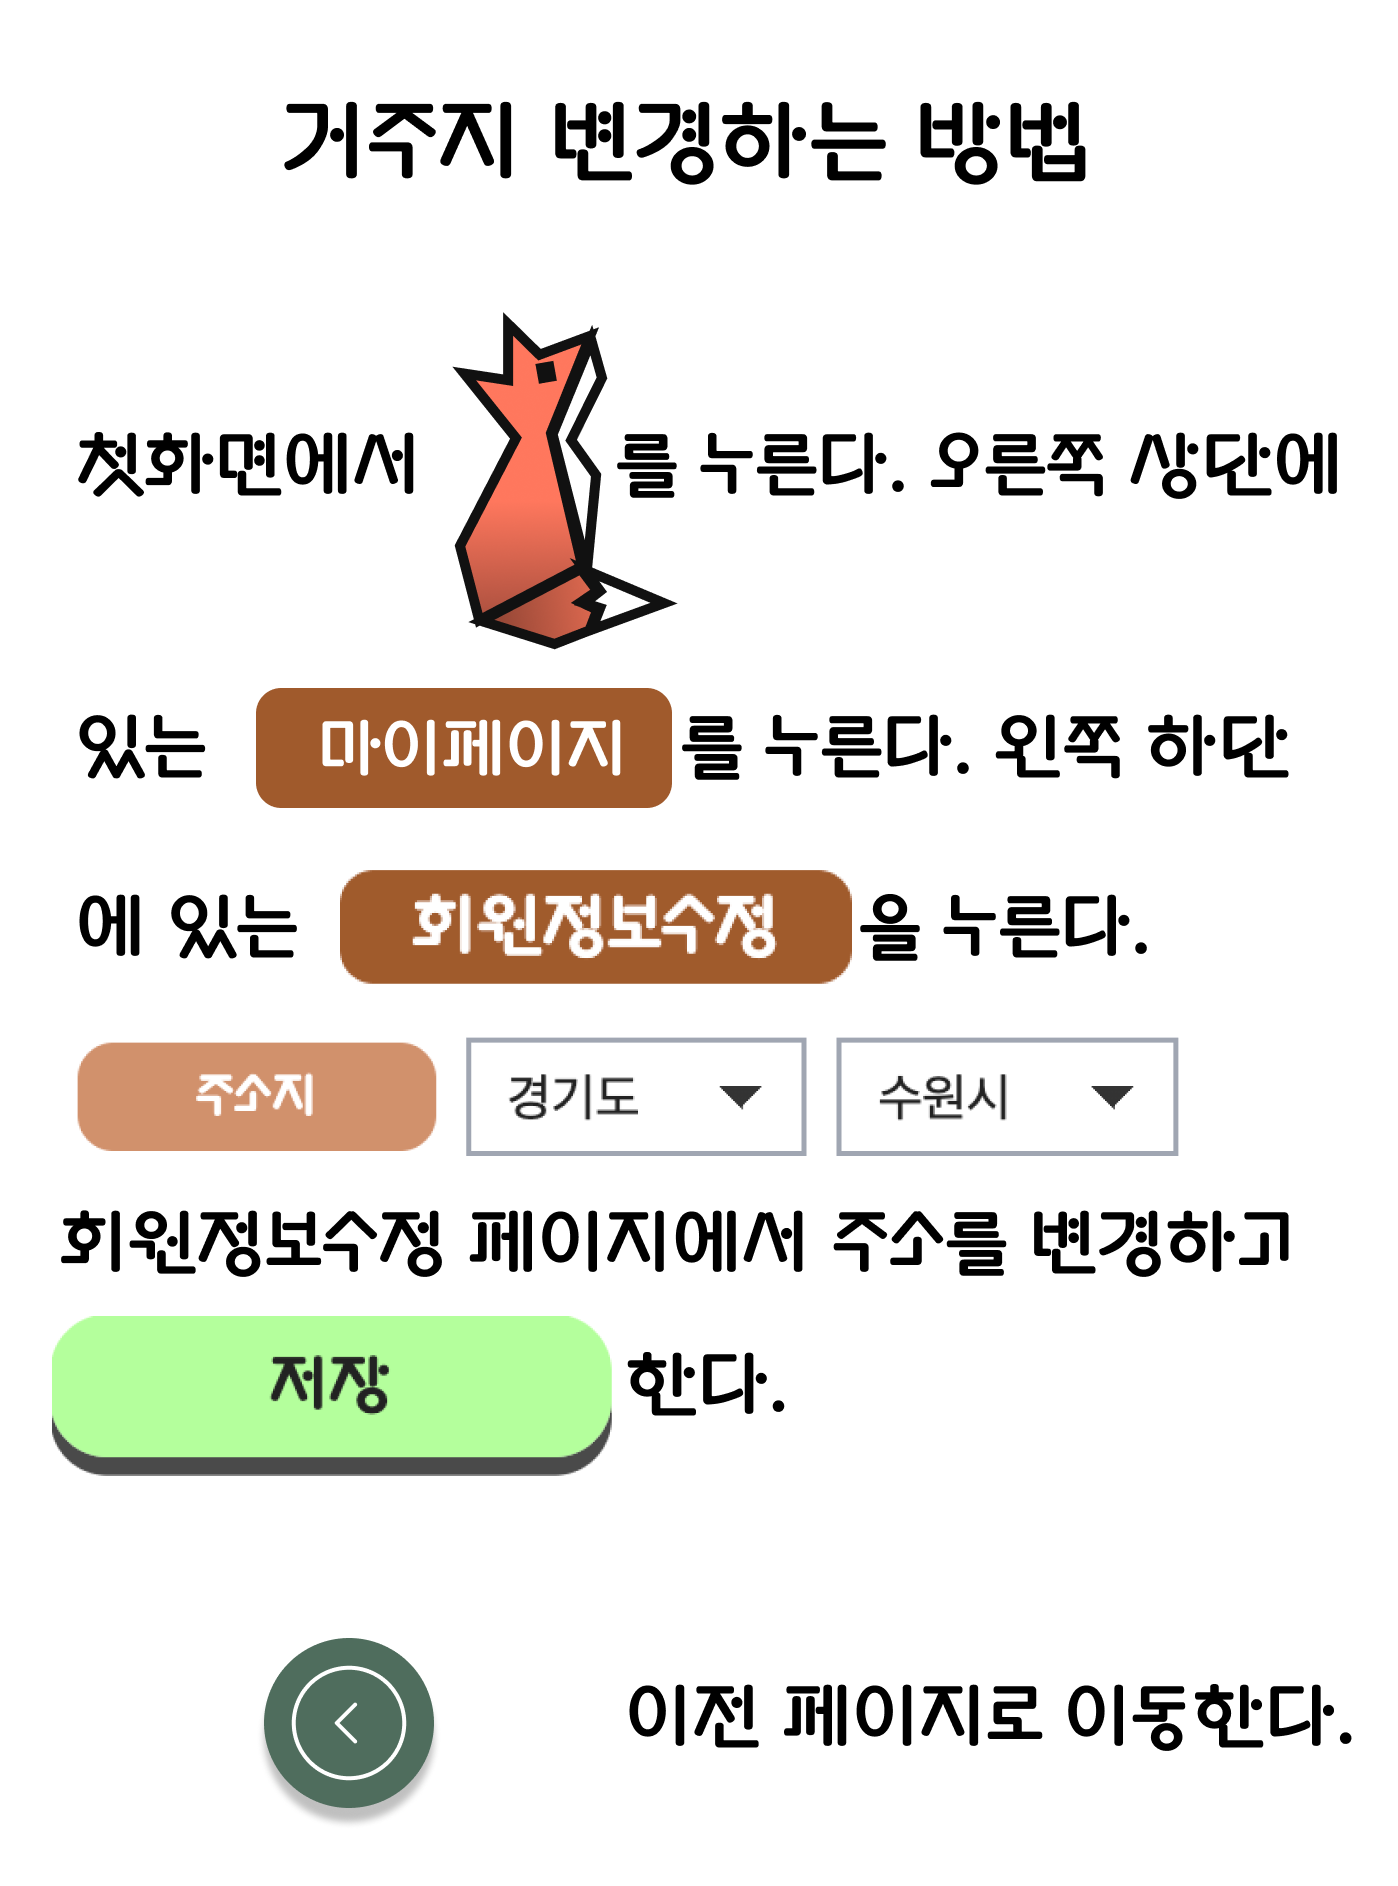 거주지 변경하는 방법
첫화면에서 를 누른다. 오른쪽 상단에
있는 마이페이지 를 누른다. 왼쪽 하단
에 있는 회원정보수정 을 누른다.
주소지 경기도 수원시
회원정보수정 페이지에서 주소를 변경하고
저장 한다.
이전 페이지로 이동한다.